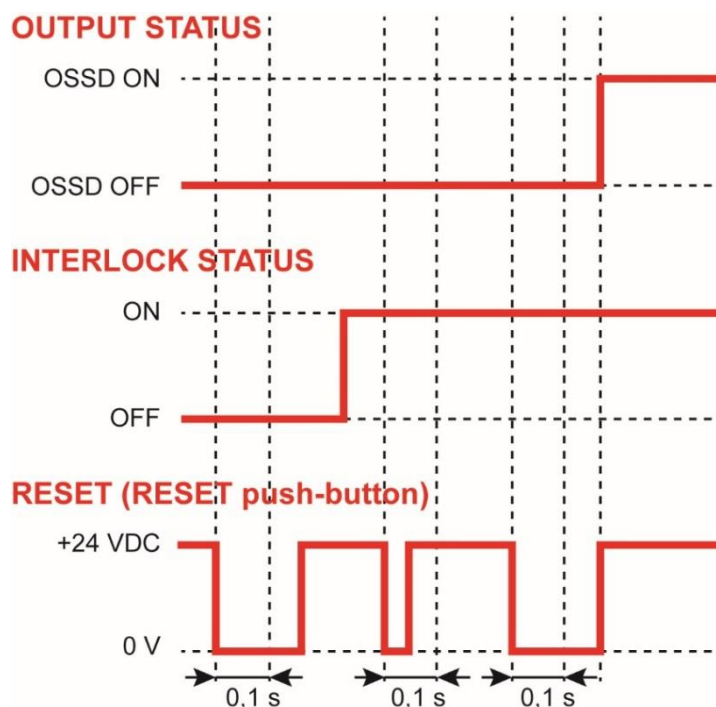 OUTPUT STATUS
OSSD ON
OSSD OFF
INTERLOCK STATUS
ON
OFF
RESET (RESET push-button)
+24 VDC
0 V
0,1 s 0,1 s 0,1 s